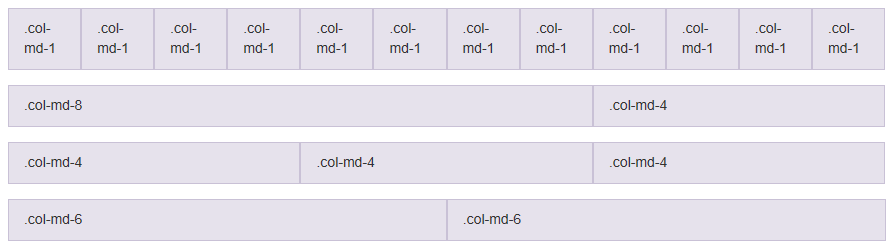 .col- .col- .col- .col- .col- .col- .col- .col- .col- .col- .col- .col-
md-1 md-1 md-1 md-1 md-1 md-1 md-1 md-1 md-1 md-1 md-1 md-1
.col-md-8 .col-md-4
.col-md-4 .col-md-4 .col-md-4
.col-md-6 .col-md-6